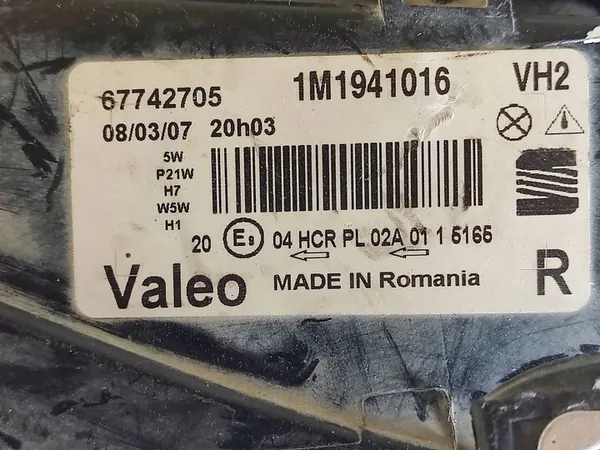 67742705 1M1941016 VH2
08/03/07 20h03
5W
P21W
H7
W5W
H1
20 E9 04 HCR PL 02A 01 1 5165
Valeo MADE IN Romania R